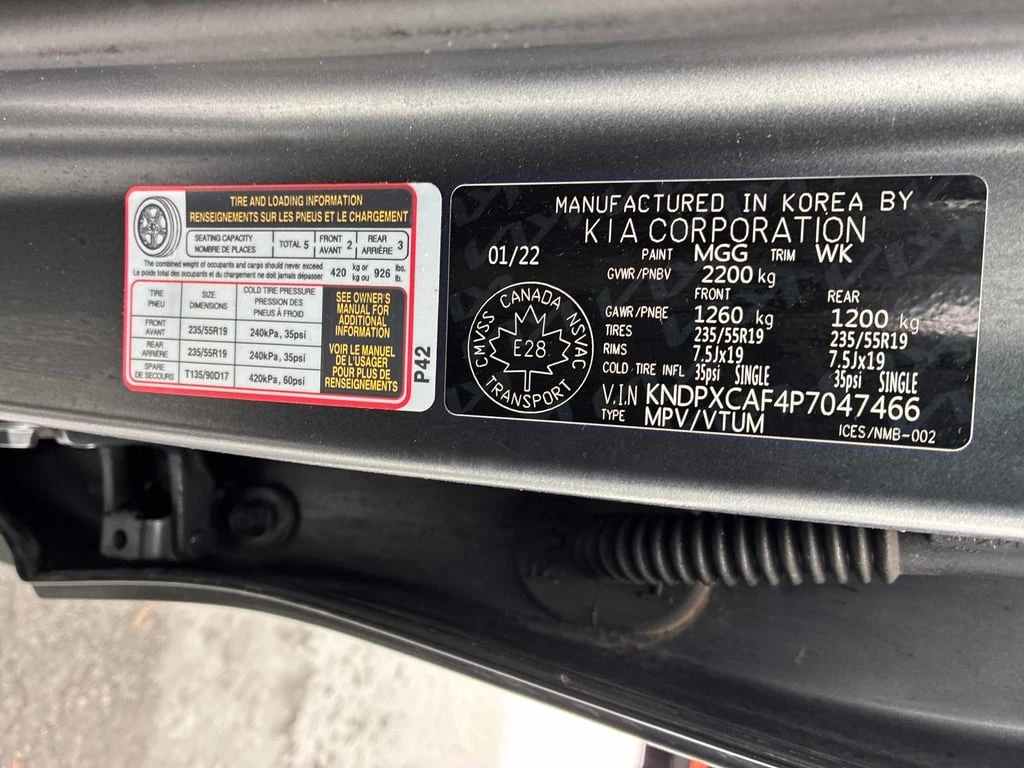 TIRE AND LOADING INFORMATION
RENSEIGNEMENTS SUR LES PNEUS ET LE CHARGEMENT
SEATING CAPACITY
NOMBRE DE PLACES
TOTAL 5
FRONT
AVANT 2
REAR
ARRIÈRE 3
The combined weight of occupants and cargo should never exceed
Le poids total des occupants et du chargement ne doit jamais dépasser
420 kg or
kg ou 926 lbs.
lb.
TIRE
PNEU
SIZE
DIMENSIONS
COLD TIRE PRESSURE
PRESSION DES
PNEUS À FROID
FRONT
AVANT
235/55R19
240kPa, 35psi
REAR
ARRIÈRE
235/55R19
240kPa, 35psi
SPARE
DE SECOURS
T135/90D17
420kPa, 60psi
SEE OWNER'S
MANUAL FOR
ADDITIONAL
INFORMATION
VOIR LE MANUEL
DE L'USAGER
POUR PLUS DE
RENSEIGNEMENTS
P42
MANUFACTURED IN KOREA BY
KIA CORPORATION
01/22 PAINT MGG TRIM WK
GVWR/PNBV 2200 kg
FRONT REAR
GAWR/PNBE 1260 kg 1200 kg
TIRES 235/55R19 235/55R19
RIMS 7.5Jx19 7.5Jx19
COLD TIRE INFL 35psi SINGLE 35psi SINGLE
V.I.N KNDPXCAF4P7047466
TYPE MPV/VTUM ICES/NMB-002
CANADA
CMVSS
NSVAC
E28
TRANSPORT